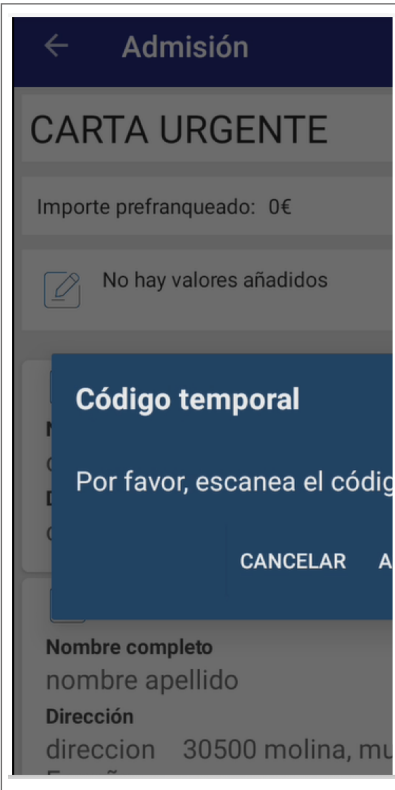 Admisión
CARTA URGENTE
Importe prefranqueado: 0€
No hay valores añadidos
Código temporal
Por favor, escanea el códig
CANCELAR A
Nombre completo
nombre apellido
Dirección
direccion 30500 molina, mu